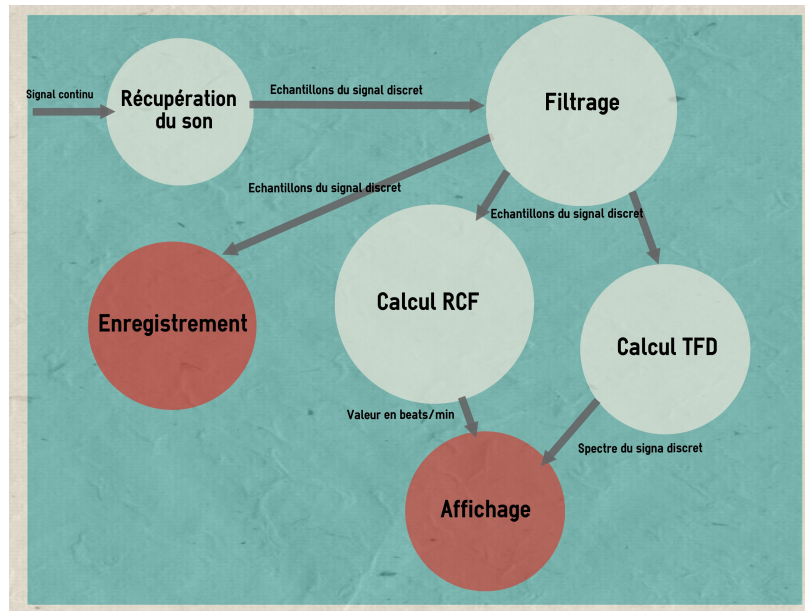 Signal continu
Récupération
du son
Echantillons du signal discret
Filtrage
Echantillons du signal discret
Echantillons du signal discret
Enregistrement
Calcul RCF
Calcul TFD
Valeur en beats/min
Spectre du signa discret
Affichage